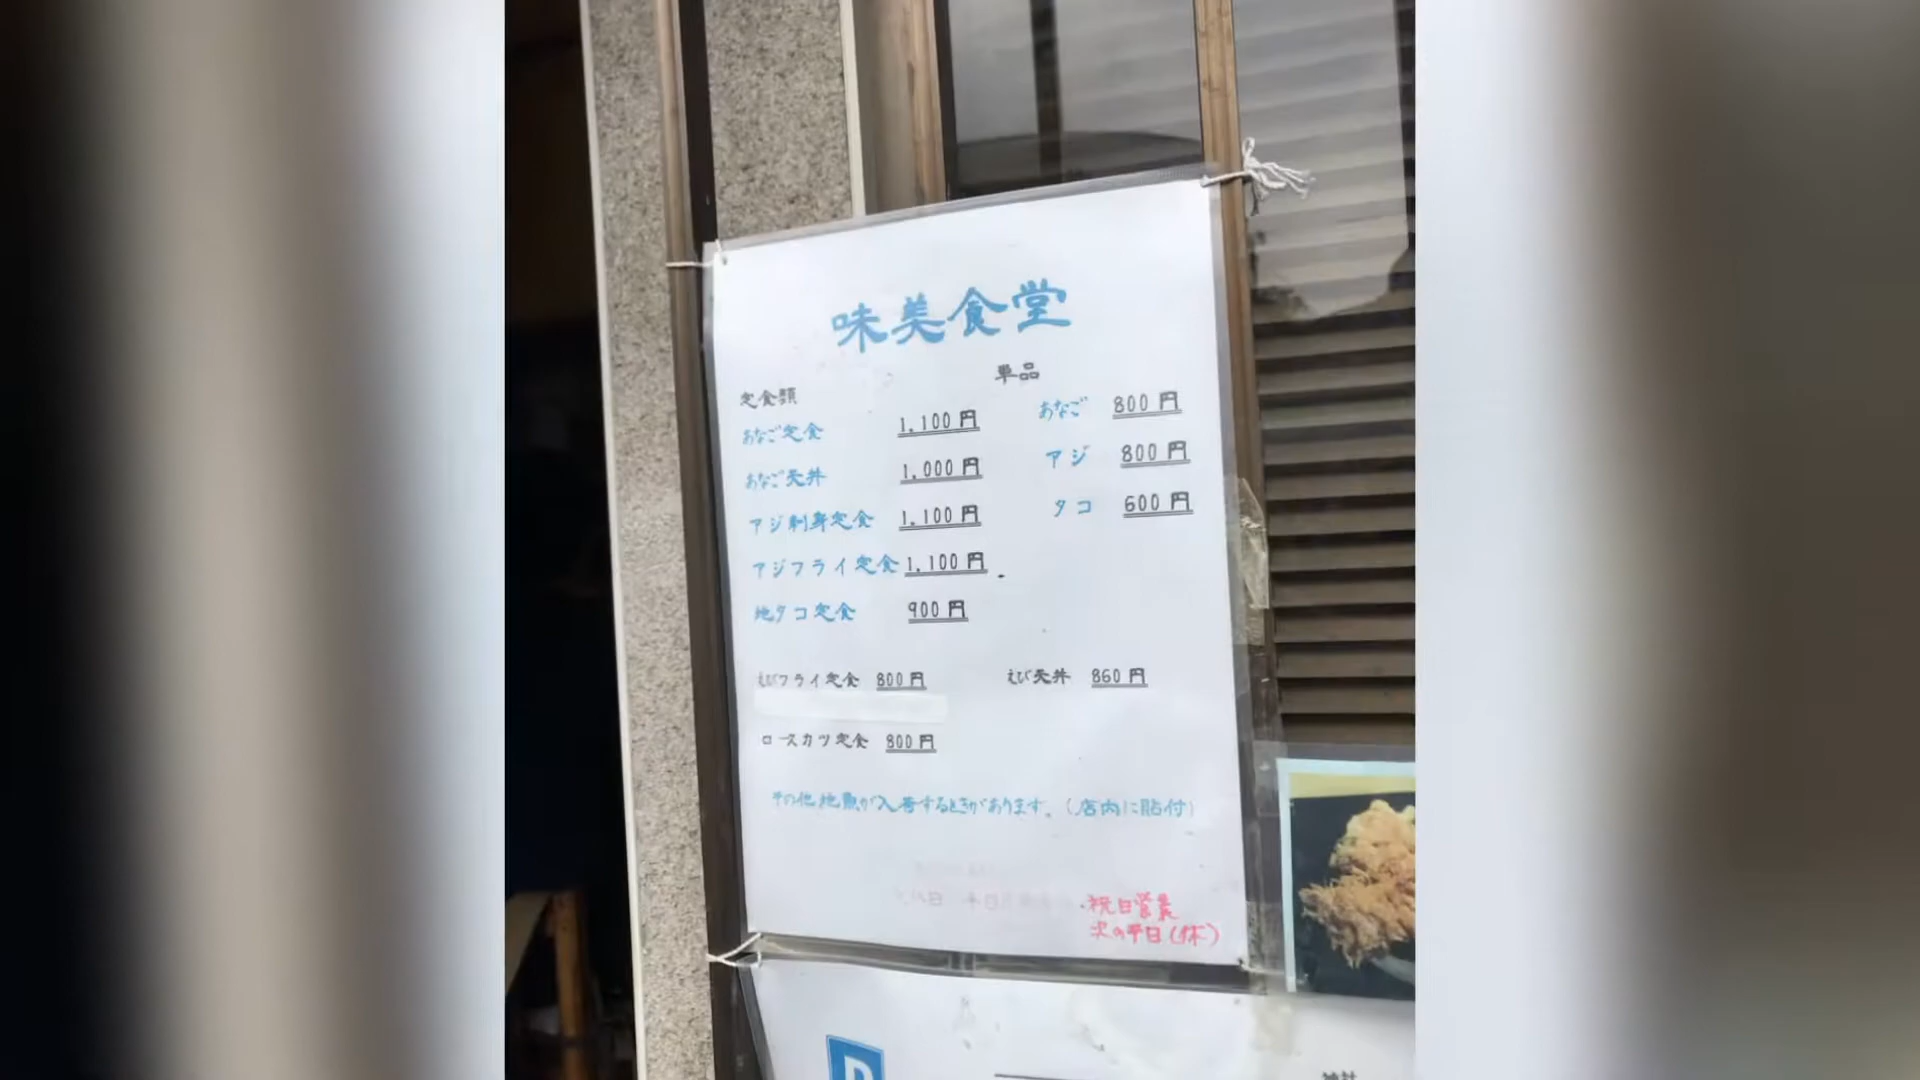 味美食堂
定食類
あなご定食 1,100円
あなご天丼 1,000円
アジ刺身定食 1,100円
アジフライ定食 1,100円
地タコ定食 900円
単品
あなご 800円
アジ 800円
タコ 600円
えびフライ定食 800円
えび天丼 860円
ロースカツ定食 800円
その他地魚が入荷するときがあります。(店内に貼付)
・祝日営業
次の平日(休)
P
神社